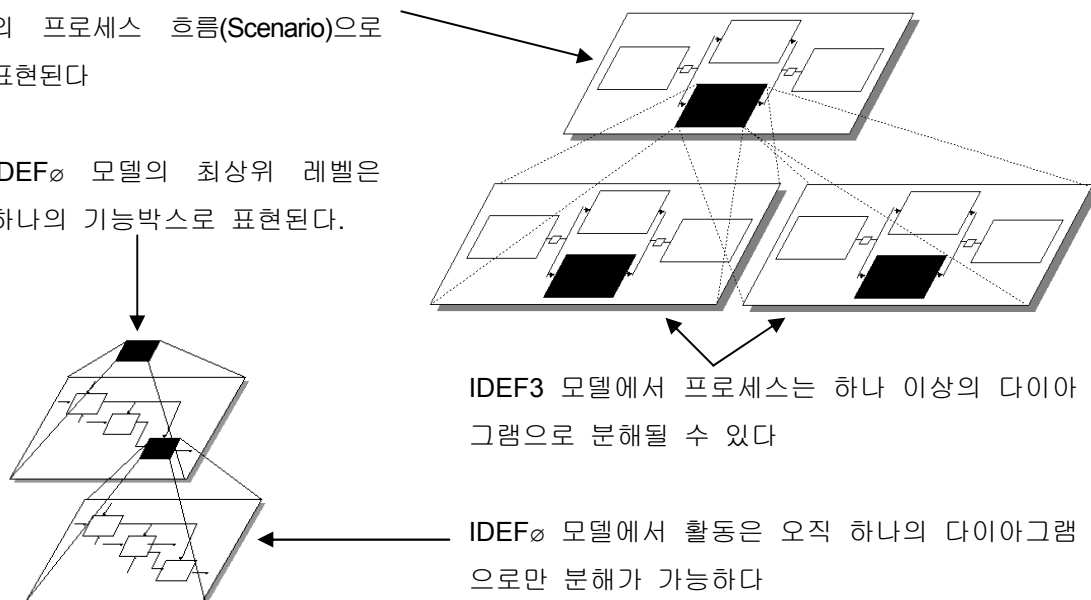 의 프로세스 흐름(Scenario)으로
표현된다
DEF∅ 모델의 최상위 레벨은
하나의 기능박스로 표현된다.
IDEF3 모델에서 프로세스는 하나 이상의 다이아
그램으로 분해될 수 있다
IDEF∅ 모델에서 활동은 오직 하나의 다이아그램
으로만 분해가 가능하다